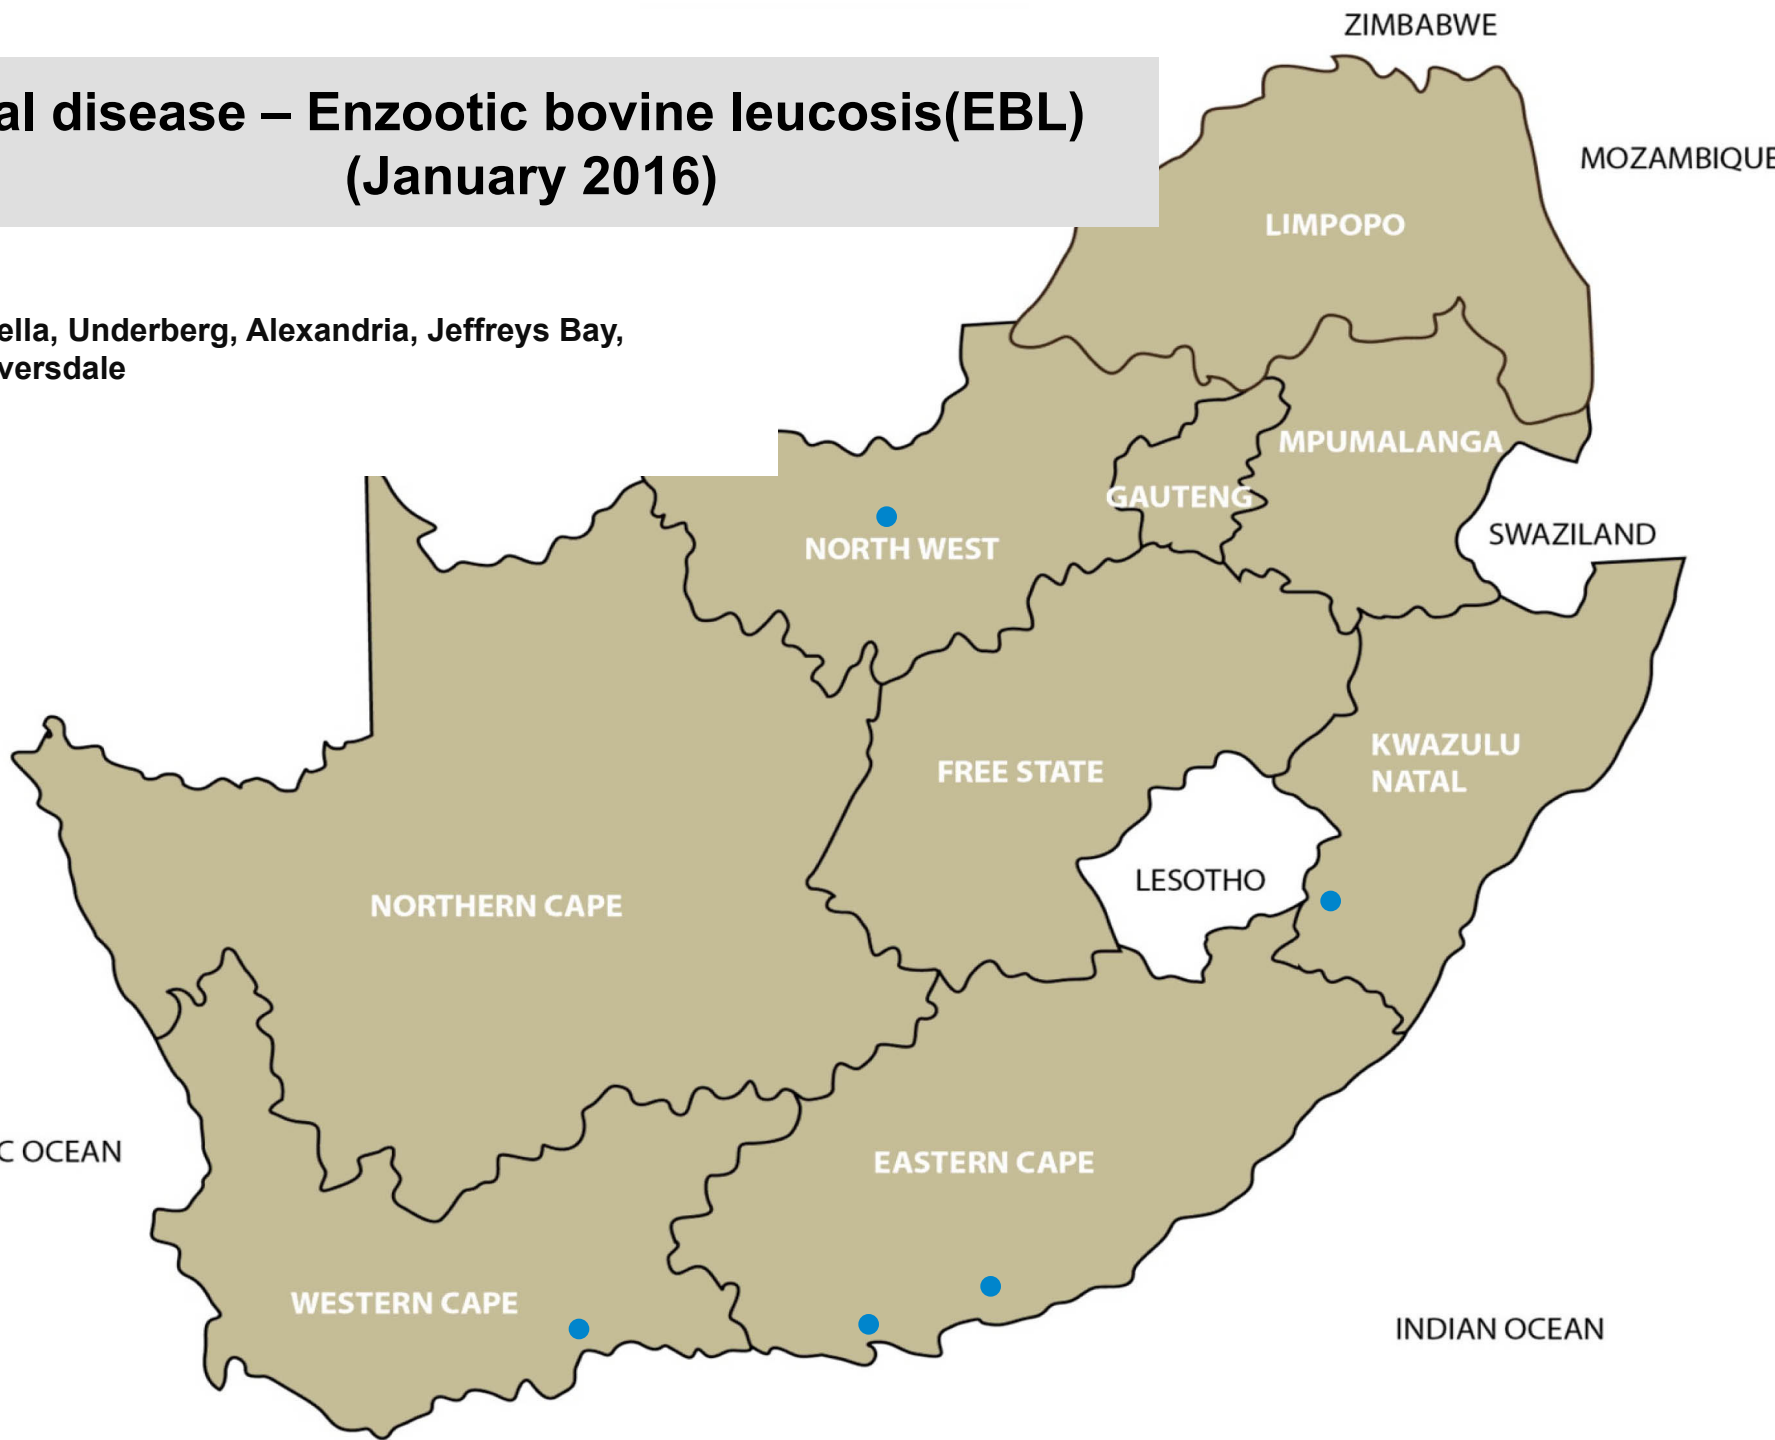 ZIMBABWE
al disease – Enzootic bovine leucosis(EBL)
(January 2016)
MOZAMBIQUE
LIMPOPO
ella, Underberg, Alexandria, Jeffreys Bay,
versdale
MPUMALANGA
GAUTENG
SWAZILAND
NORTH WEST
KWAZULU
NATAL
FREE STATE
LESOTHO
NORTHERN CAPE
C OCEAN
EASTERN CAPE
WESTERN CAPE
INDIAN OCEAN